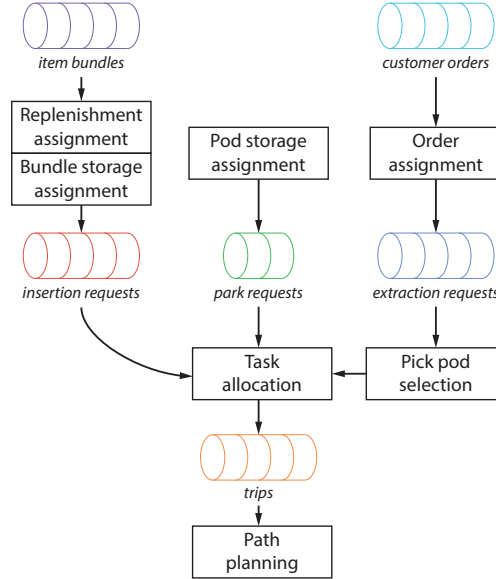 item bundles
customer orders
Replenishment
assignment
Bundle storage
assignment
Pod storage
assignment
Order
assignment
insertion requests
park requests
extraction requests
Task
allocation
Pick pod
selection
trips
Path
planning